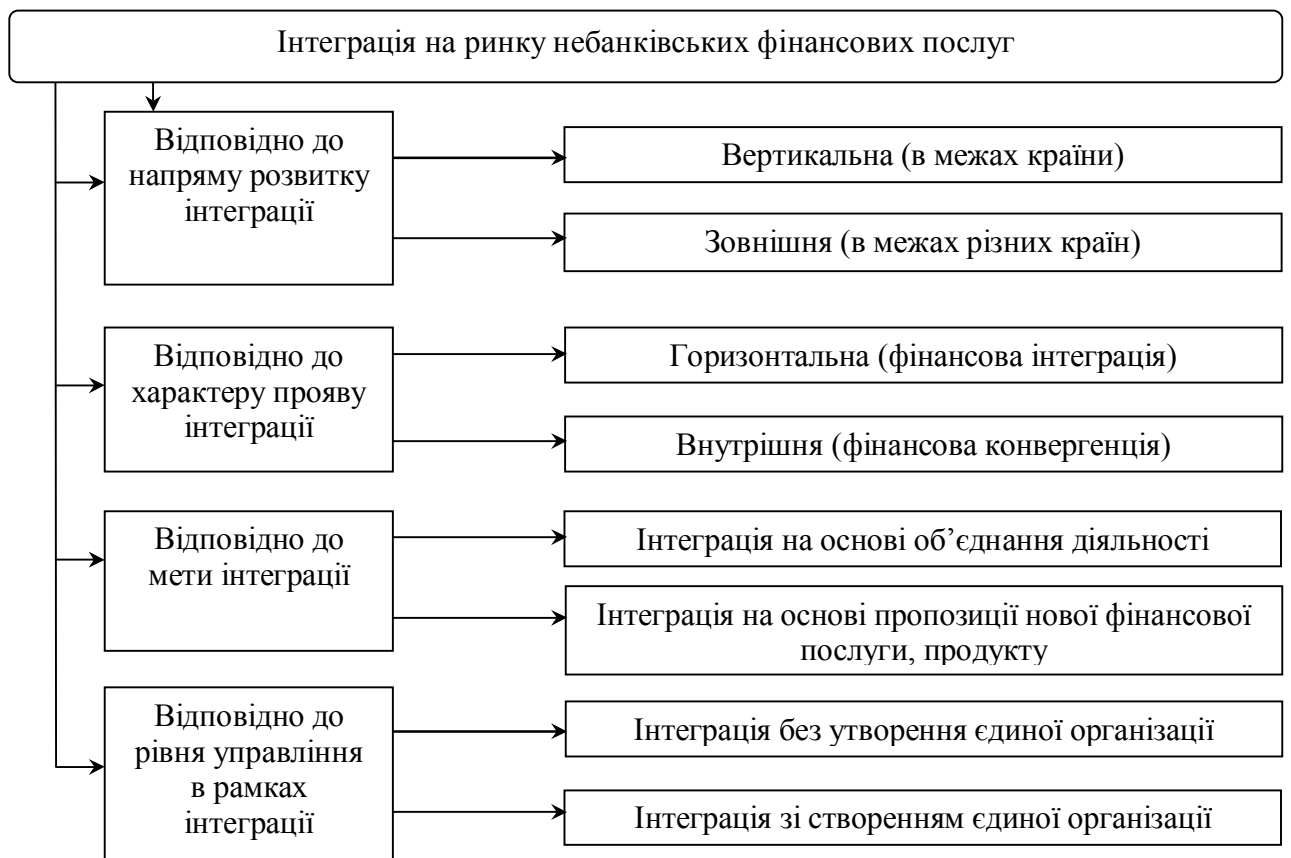 Інтеграція на ринку небанківських фінансових послуг
Відповідно до
напряму розвитку
інтеграції
Вертикальна (в межах країни)
Зовнішня (в межах різних країн)
Відповідно до
характеру прояву
інтеграції
Горизонтальна (фінансова інтеграція)
Внутрішня (фінансова конвергенція)
Відповідно до
мети інтеграції
Інтеграція на основі об’єднання діяльності
Інтеграція на основі пропозиції нової фінансової
послуги, продукту
Відповідно до
рівня управління
в рамках
інтеграції
Інтеграція без утворення єдиної організації
Інтеграція зі створенням єдиної організації